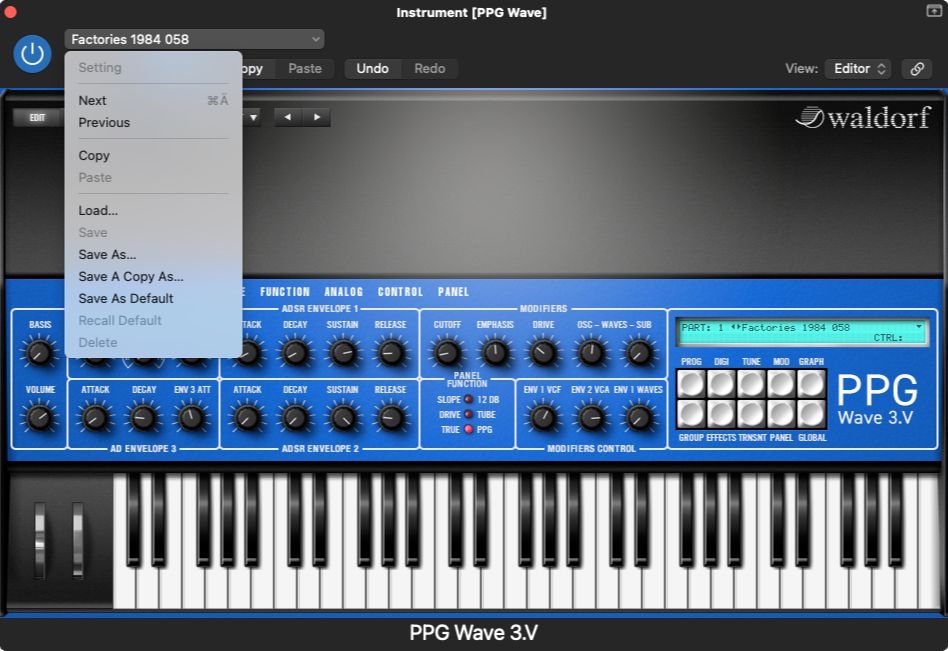 Instrument [PPG Wave]
Factories 1984 058
Setting
Next ⌘Ä
Previous
Copy
Paste
Load...
Save
Save As...
Save A Copy As...
Save As Default
Recall Default
Delete
opy Paste Undo Redo
View: Editor
EDIT
waldorf
E FUNCTION ANALOG CONTROL PANEL
ADSR ENVELOPE 1 MODIFIERS
BASIS TACK DECAY SUSTAIN RELEASE CUTOFF EMPHASIS DRIVE OSC – WAVES – SUB
PART: 1 Factories 1984 058
CTRL:
PROG DIGI TUNE MOD GRAPH
PANEL
FUNCTION
VOLUME ATTACK DECAY ENV 3 ATT ATTACK DECAY SUSTAIN RELEASE
SLOPE 12 DB
DRIVE TUBE
TRUE PPG
ENV 1 VCF ENV 2 VCA ENV 1 WAVES
PPG
Wave 3.V
GROUP EFFECTS TRNSNT PANEL GLOBAL
AD ENVELOPE 3 ADSR ENVELOPE 2 MODIFIERS CONTROL
PPG Wave 3.V